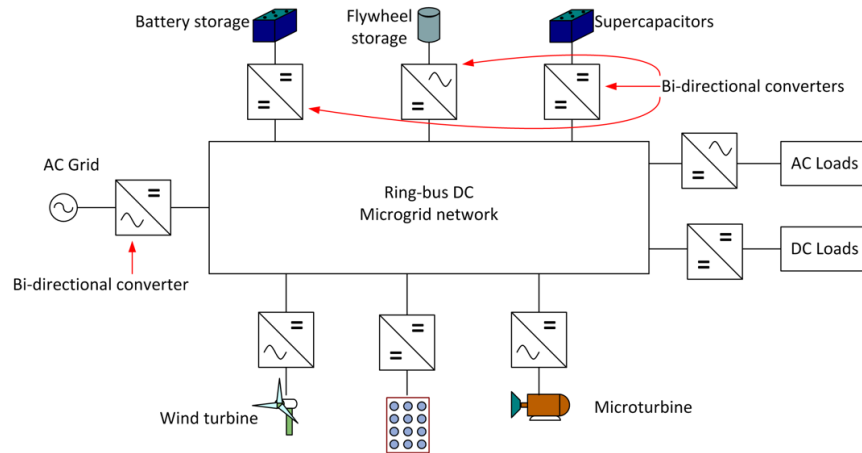 Battery storage
Flywheel
storage
Supercapacitors
Bi-directional converters
AC Grid
Ring-bus DC
Microgrid network
AC Loads
DC Loads
Bi-directional converter
Wind turbine
Microturbine